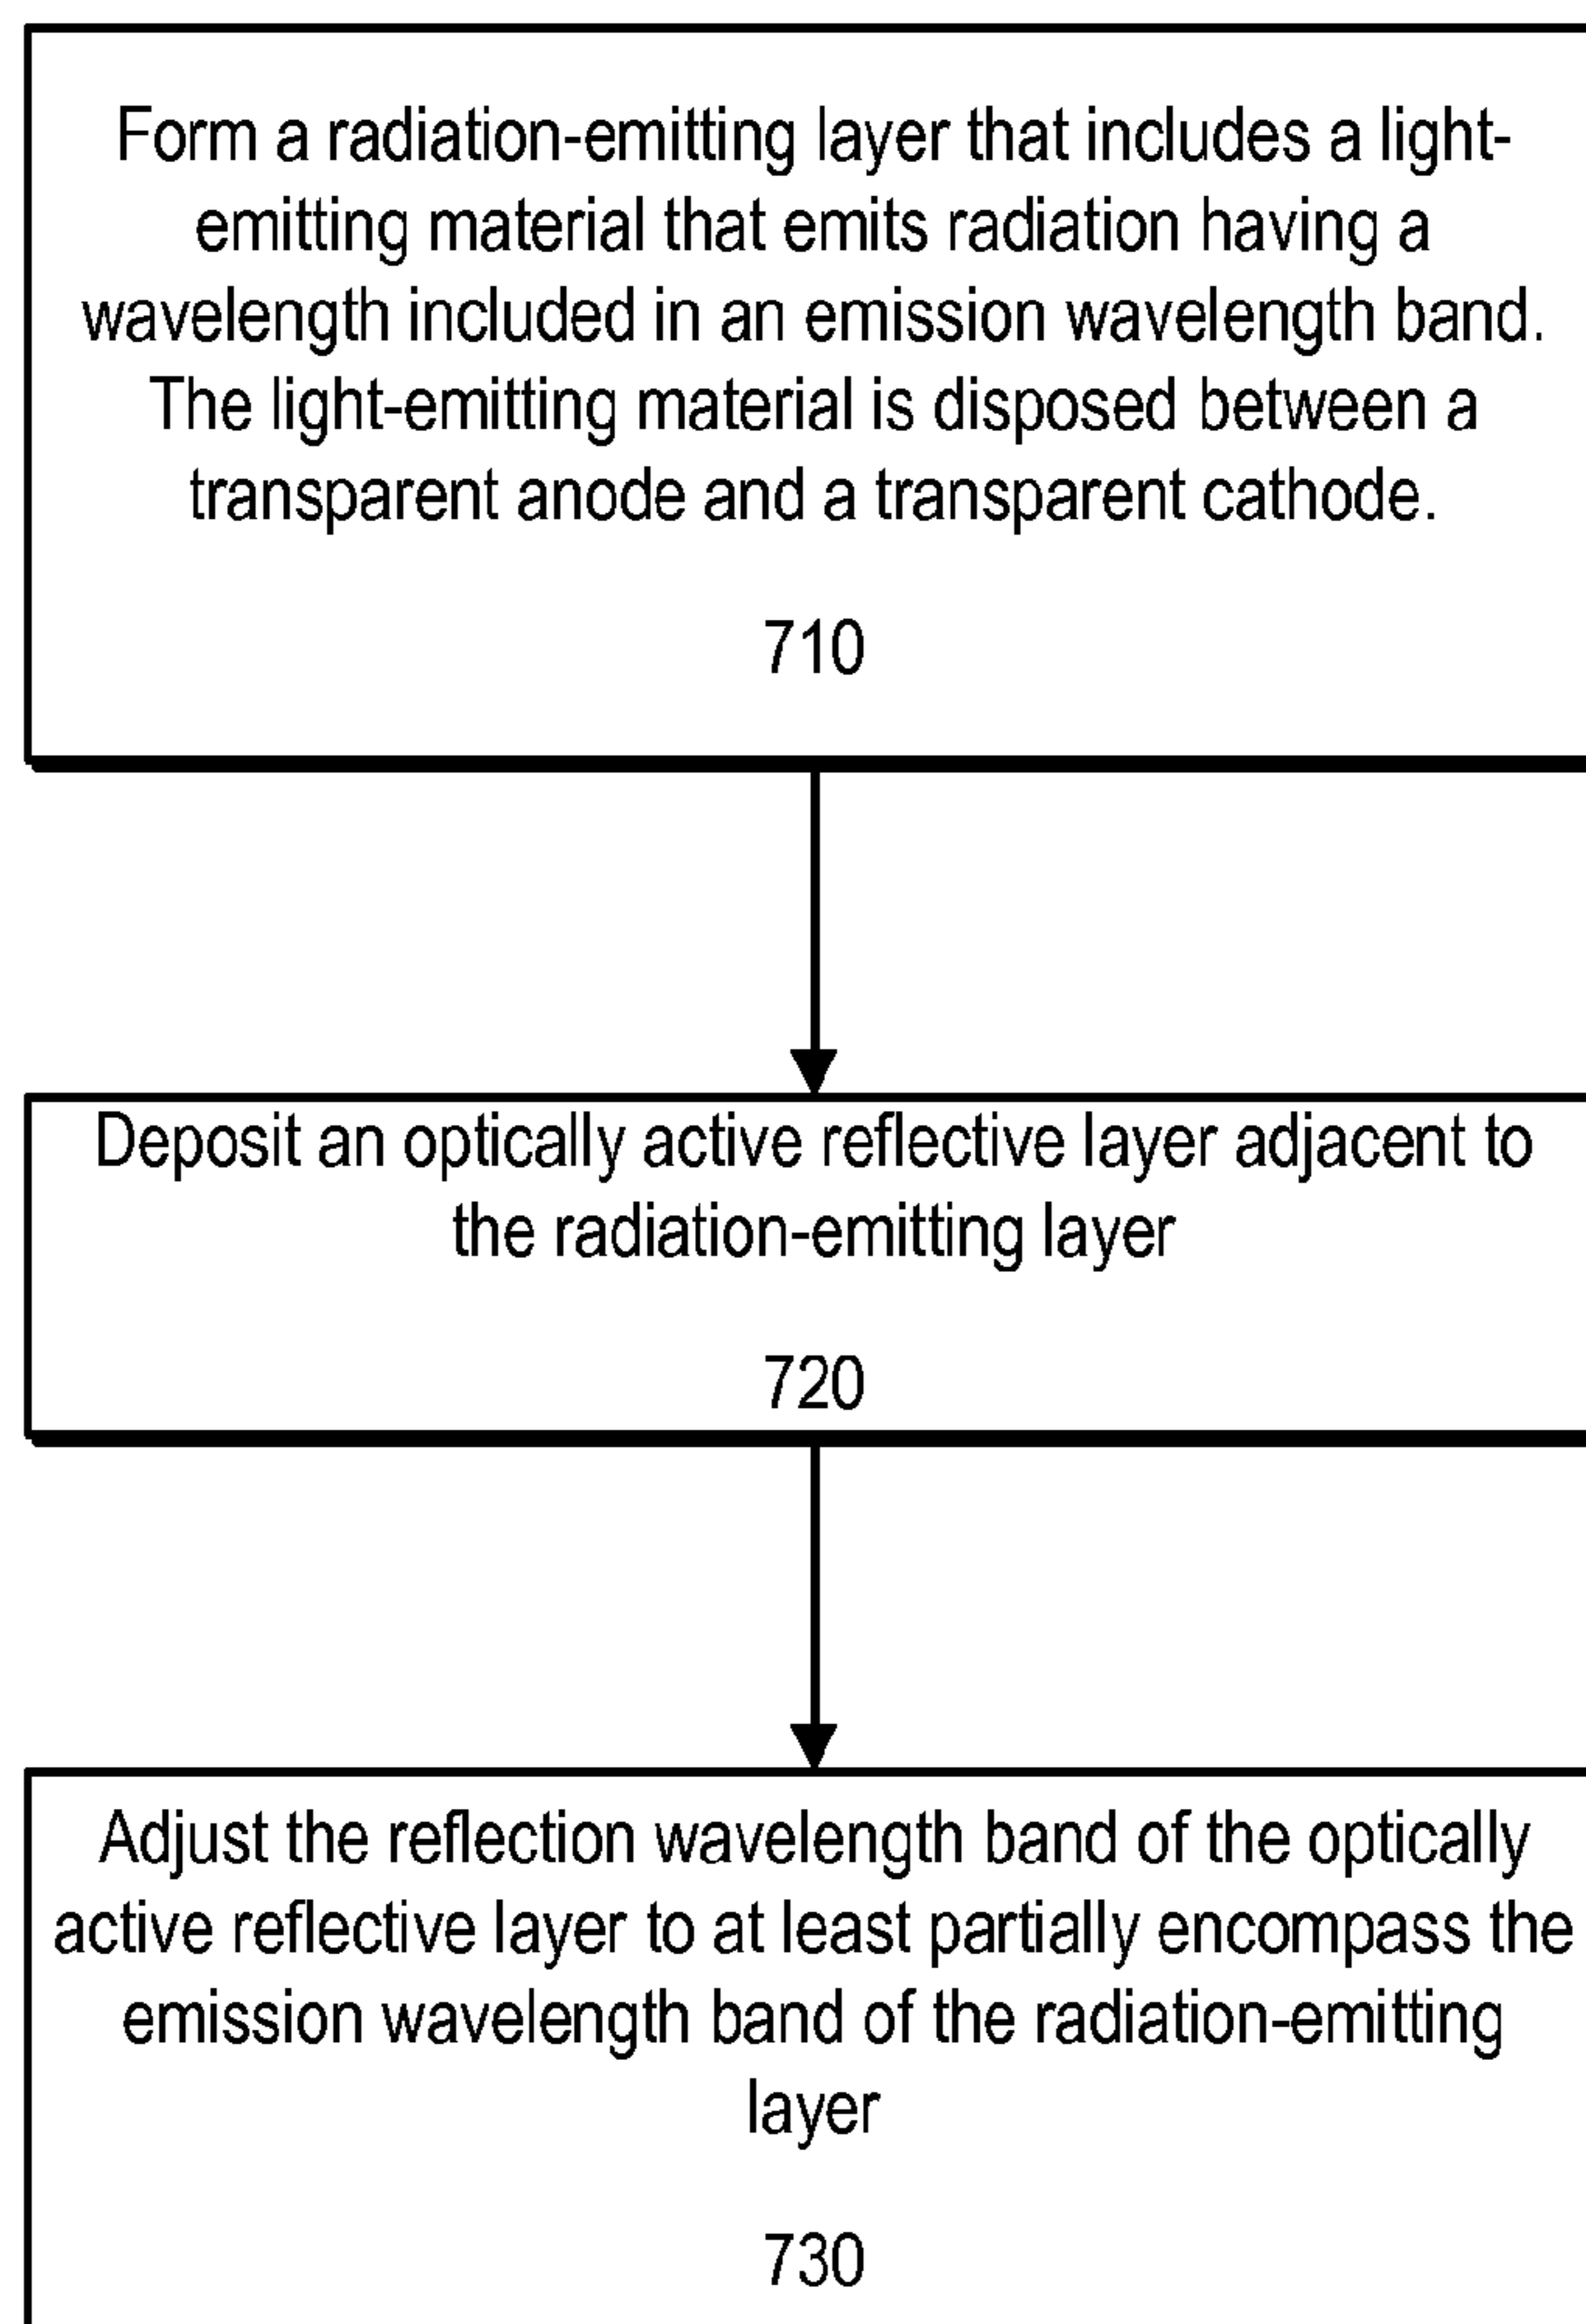 Form a radiation-emitting layer that includes a light-
emitting material that emits radiation having a
wavelength included in an emission wavelength band.
The light-emitting material is disposed between a
transparent anode and a transparent cathode.
710
Deposit an optically active reflective layer adjacent to
the radiation-emitting layer
720
Adjust the reflection wavelength band of the optically
active reflective layer to at least partially encompass the
emission wavelength band of the radiation-emitting
layer
730